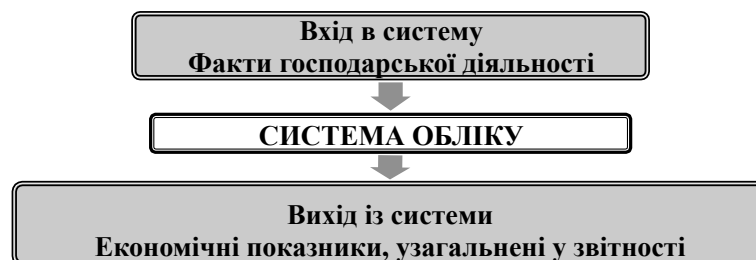 Вхід в систему
Факти господарської діяльності
СИСТЕМА ОБЛІКУ
Вихід із системи
Економічні показники, узагальнені у звітності